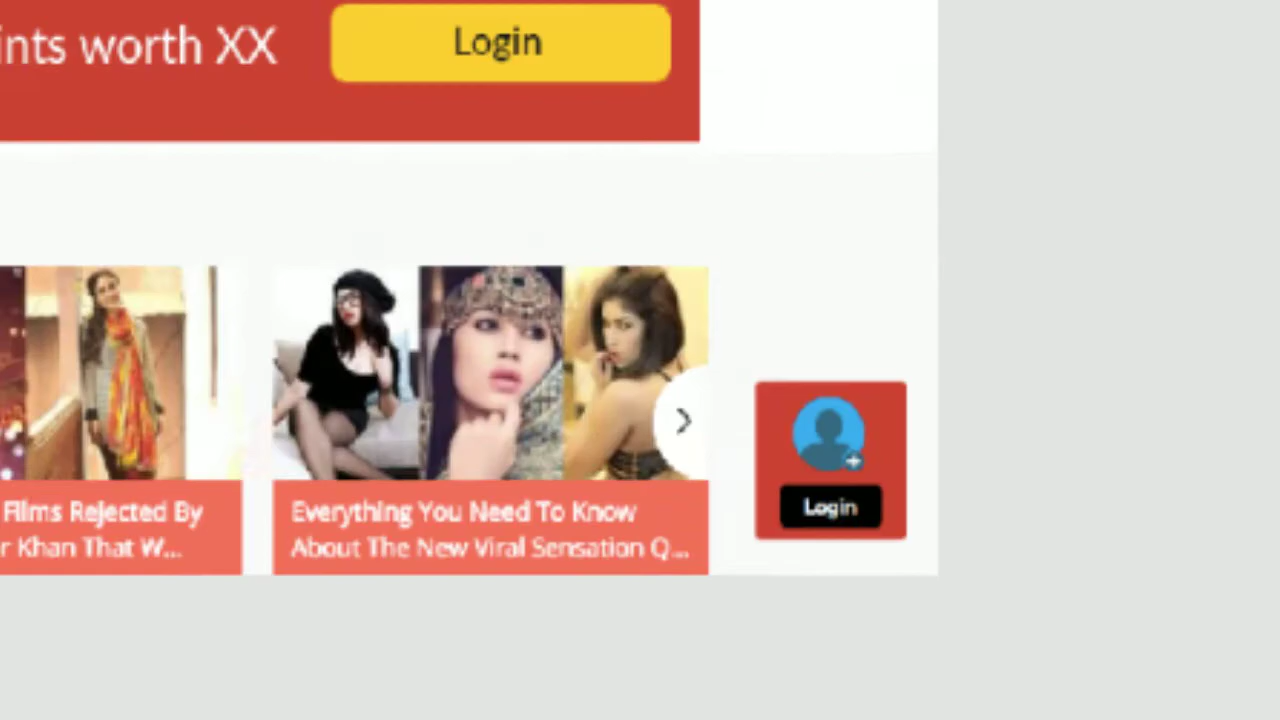 ints worth XX
Login
Films Rejected By
r Khan That W...
Everything You Need To Know
About The New Viral Sensation Q...
Login